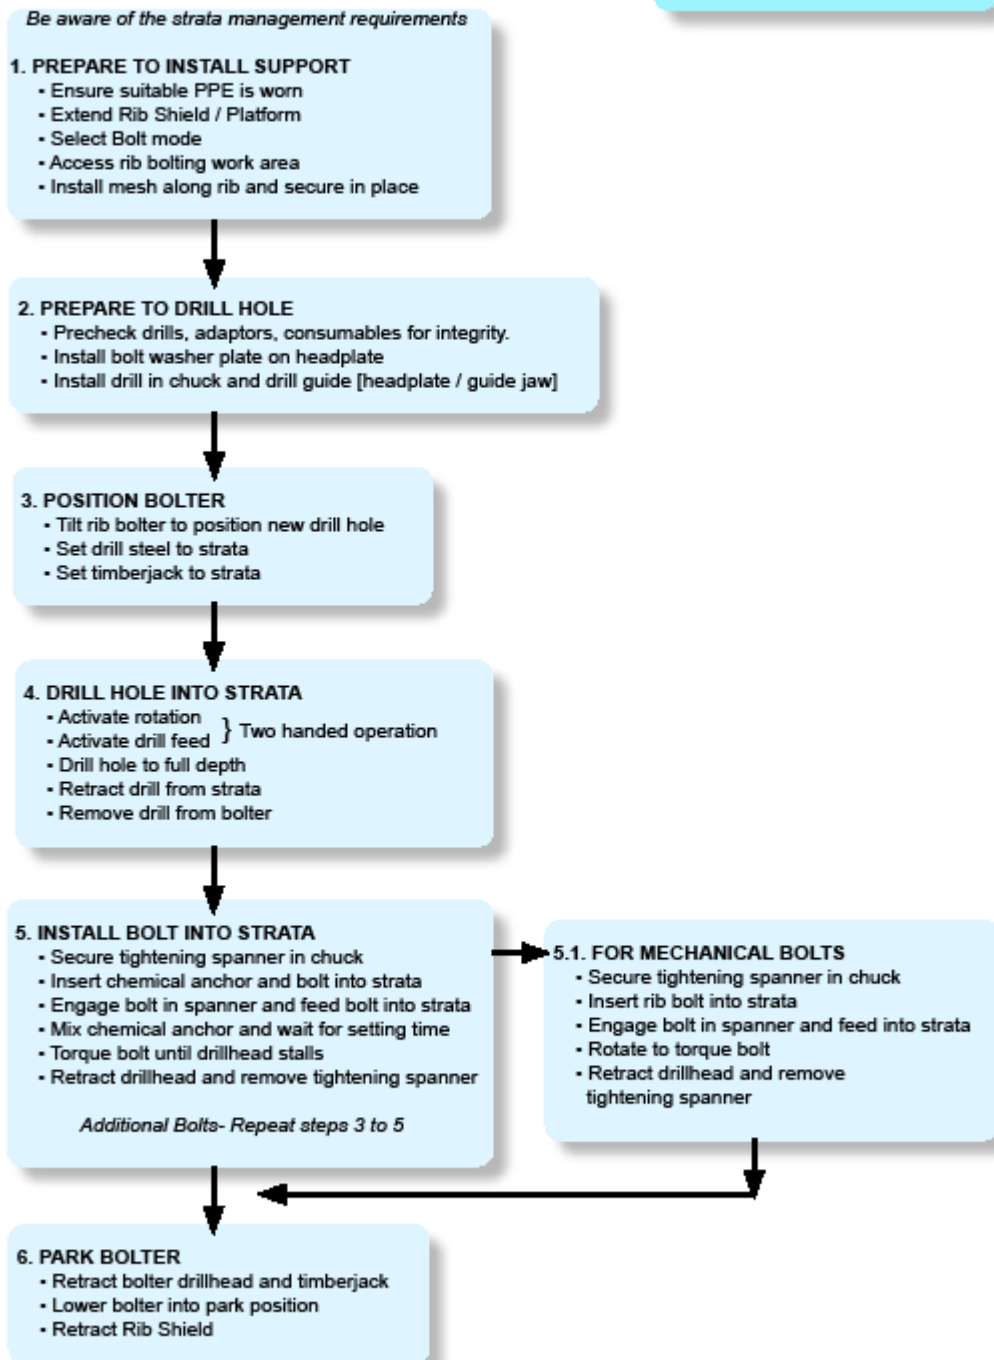 Be aware of the strata management requirements
1. PREPARE TO INSTALL SUPPORT
- Ensure suitable PPE is worn
- Extend Rib Shield / Platform
- Select Bolt mode
- Access rib bolting work area
- Install mesh along rib and secure in place
2. PREPARE TO DRILL HOLE
- Precheck drills, adaptors, consumables for integrity.
- Install bolt washer plate on headplate
- Install drill in chuck and drill guide [headplate / guide jaw]
3. POSITION BOLTER
- Tilt rib bolter to position new drill hole
- Set drill steel to strata
- Set timberjack to strata
4. DRILL HOLE INTO STRATA
- Activate rotation
- Activate drill feed } Two handed operation
- Drill hole to full depth
- Retract drill from strata
- Remove drill from bolter
5. INSTALL BOLT INTO STRATA
- Secure tightening spanner in chuck
- Insert chemical anchor and bolt into strata
- Engage bolt in spanner and feed bolt into strata
- Mix chemical anchor and wait for setting time
- Torque bolt until drillhead stalls
- Retract drillhead and remove tightening spanner
Additional Bolts- Repeat steps 3 to 5
5.1. FOR MECHANICAL BOLTS
- Secure tightening spanner in chuck
- Insert rib bolt into strata
- Engage bolt in spanner and feed into strata
- Rotate to torque bolt
- Retract drillhead and remove
tightening spanner
6. PARK BOLTER
- Retract bolter drillhead and timberjack
- Lower bolter into park position
- Retract Rib Shield